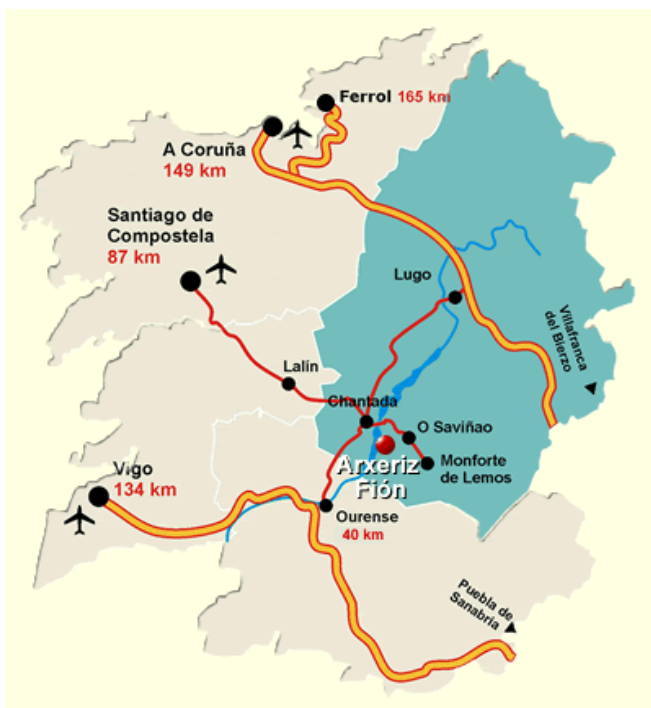 Ferrol 165 km
A Coruña
149 km
Santiago de
Compostela
87 km
Lugo
Villafranca
del Bierzo
Lalín
Chantada
O Saviñao
Arxeriz
Fión
Monforte
de Lemos
Vigo
134 km
Ourense
40 km
Puebla de
Sanabria